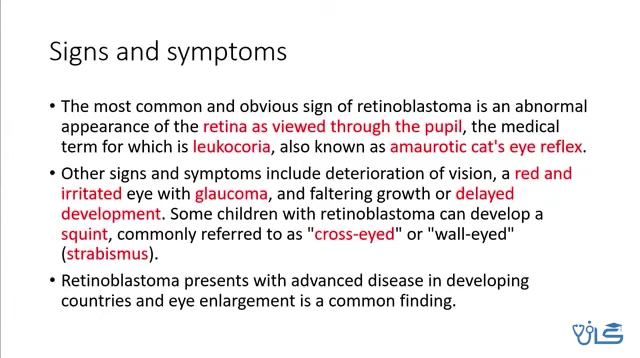 Signs and symptoms
• The most common and obvious sign of retinoblastoma is an abnormal
appearance of the retina as viewed through the pupil, the medical
term for which is leukocoria, also known as amaurotic cat's eye reflex.
• Other signs and symptoms include deterioration of vision, a red and
irritated eye with glaucoma, and faltering growth or delayed
development. Some children with retinoblastoma can develop a
squint, commonly referred to as "cross-eyed" or "wall-eyed"
(strabismus).
• Retinoblastoma presents with advanced disease in developing
countries and eye enlargement is a common finding.